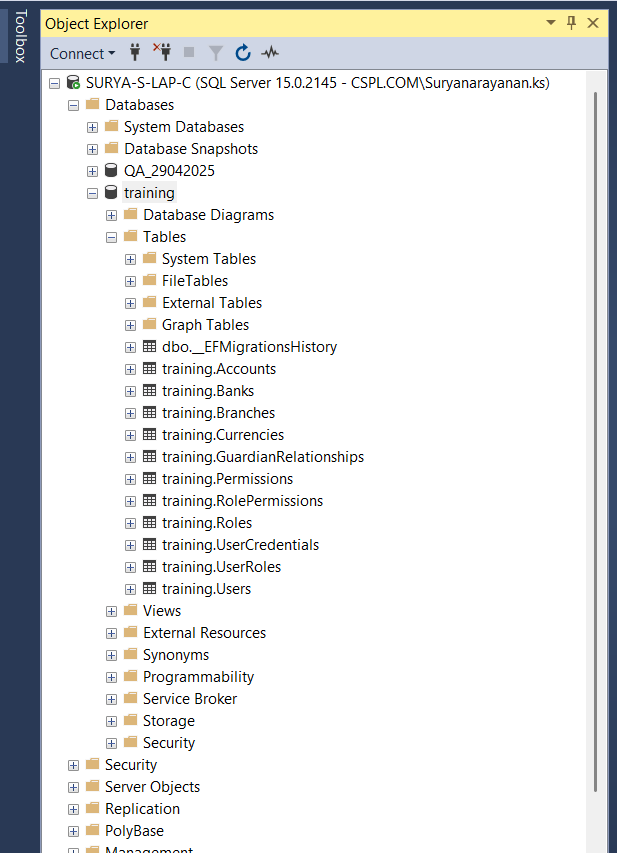 Toolbox
Object Explorer
Connect
SURYA-S-LAP-C (SQL Server 15.0.2145 - CSPL.COM\Suryanarayanan.ks)
Databases
System Databases
Database Snapshots
QA_29042025
training
Database Diagrams
Tables
System Tables
FileTables
External Tables
Graph Tables
dbo.__EFMigrationsHistory
training.Accounts
training.Banks
training.Branches
training.Currencies
training.GuardianRelationships
training.Permissions
training.RolePermissions
training.Roles
training.UserCredentials
training.UserRoles
training.Users
Views
External Resources
Synonyms
Programmability
Service Broker
Storage
Security
Security
Server Objects
Replication
PolyBase
Management